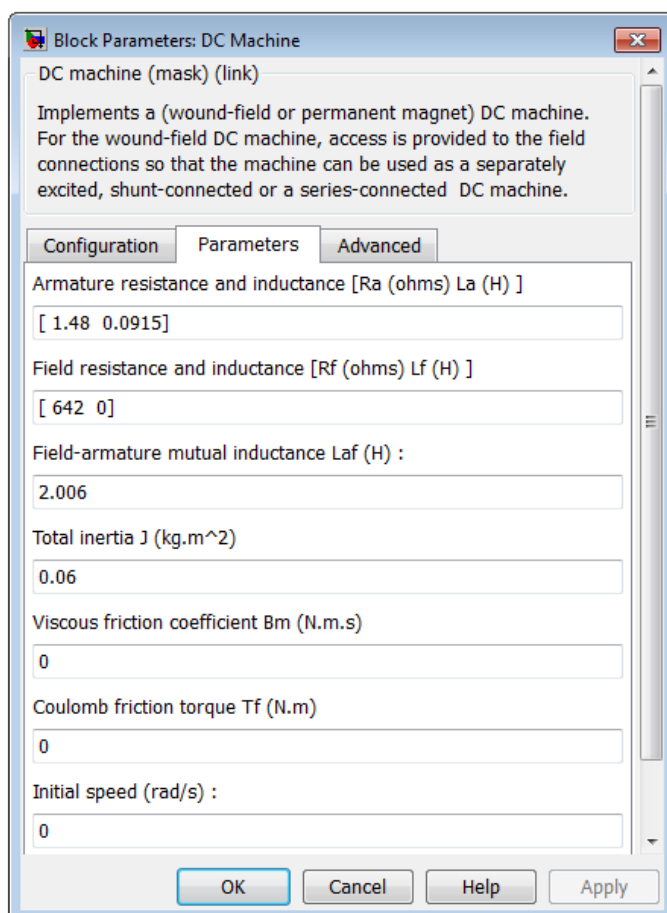 Block Parameters: DC Machine
DC machine (mask) (link)
Implements a (wound-field or permanent magnet) DC machine.
For the wound-field DC machine, access is provided to the field
connections so that the machine can be used as a separately
excited, shunt-connected or a series-connected DC machine.
Configuration Parameters Advanced
Armature resistance and inductance [Ra (ohms) La (H) ]
[ 1.48 0.0915]
Field resistance and inductance [Rf (ohms) Lf (H) ]
[ 642 0]
Field-armature mutual inductance Laf (H) :
2.006
Total inertia J (kg.m^2)
0.06
Viscous friction coefficient Bm (N.m.s)
0
Coulomb friction torque Tf (N.m)
0
Initial speed (rad/s) :
0
OK Cancel Help Apply